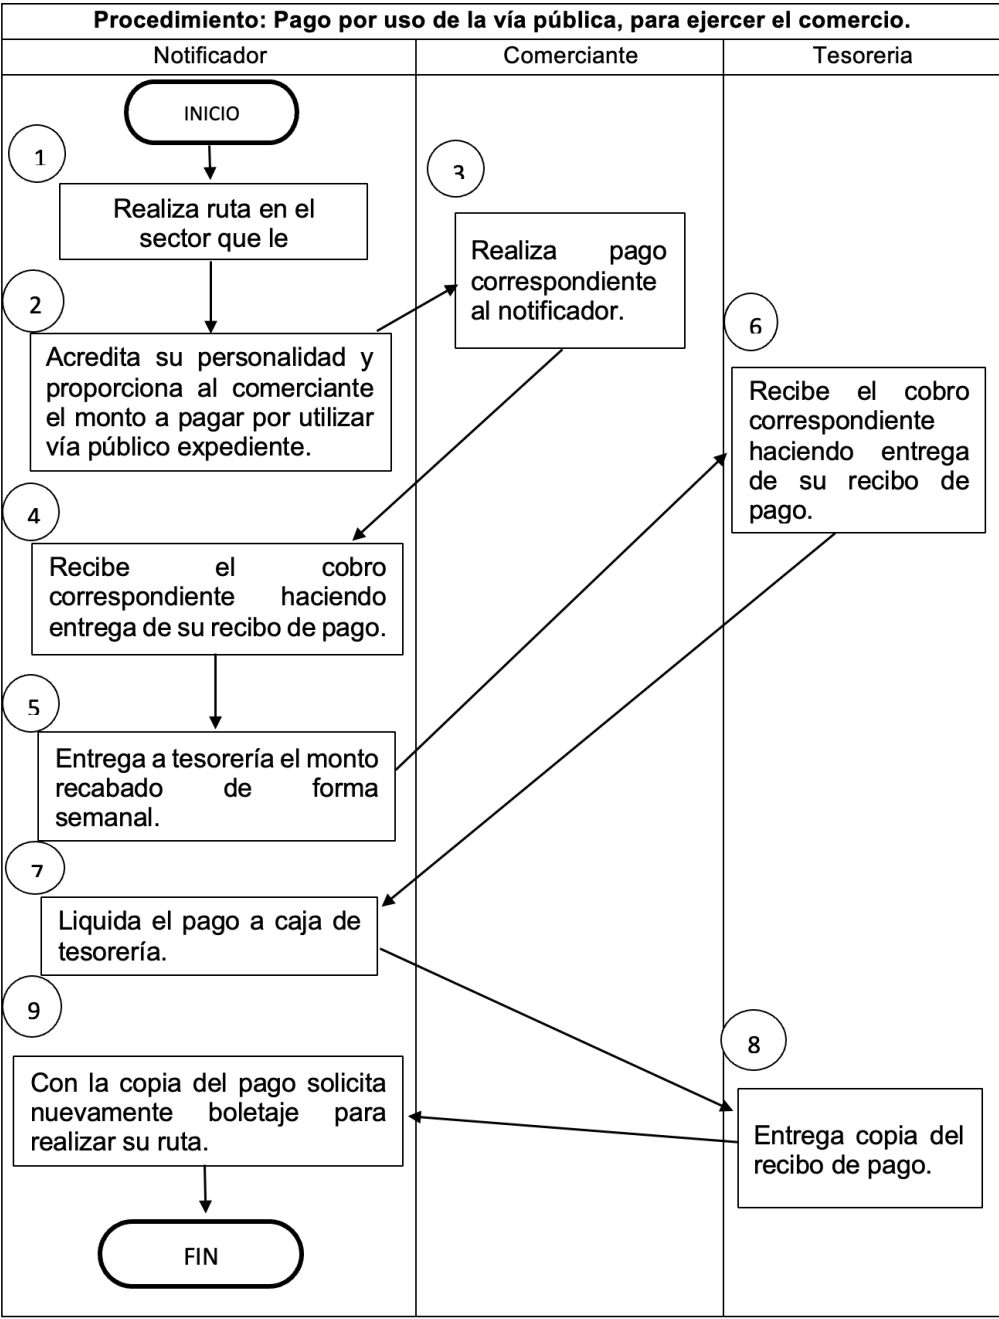 Procedimiento: Pago por uso de la vía pública, para ejercer el comercio.
Notificador
Comerciante
Tesoreria
INICIO
1
Realiza ruta en el
sector que le
2
Acredita su personalidad y
proporciona al comerciante
el monto a pagar por utilizar
vía público expediente.
3
Realiza pago
correspondiente
al notificador.
4
Recibe el cobro
correspondiente haciendo
entrega de su recibo de pago.
5
Entrega a tesorería el monto
recabado de forma
semanal.
6
Recibe el cobro
correspondiente
haciendo entrega
de su recibo de
pago.
7
Liquida el pago a caja de
tesorería.
8
Entrega copia del
recibo de pago.
9
Con la copia del pago solicita
nuevamente boletaje para
realizar su ruta.
FIN